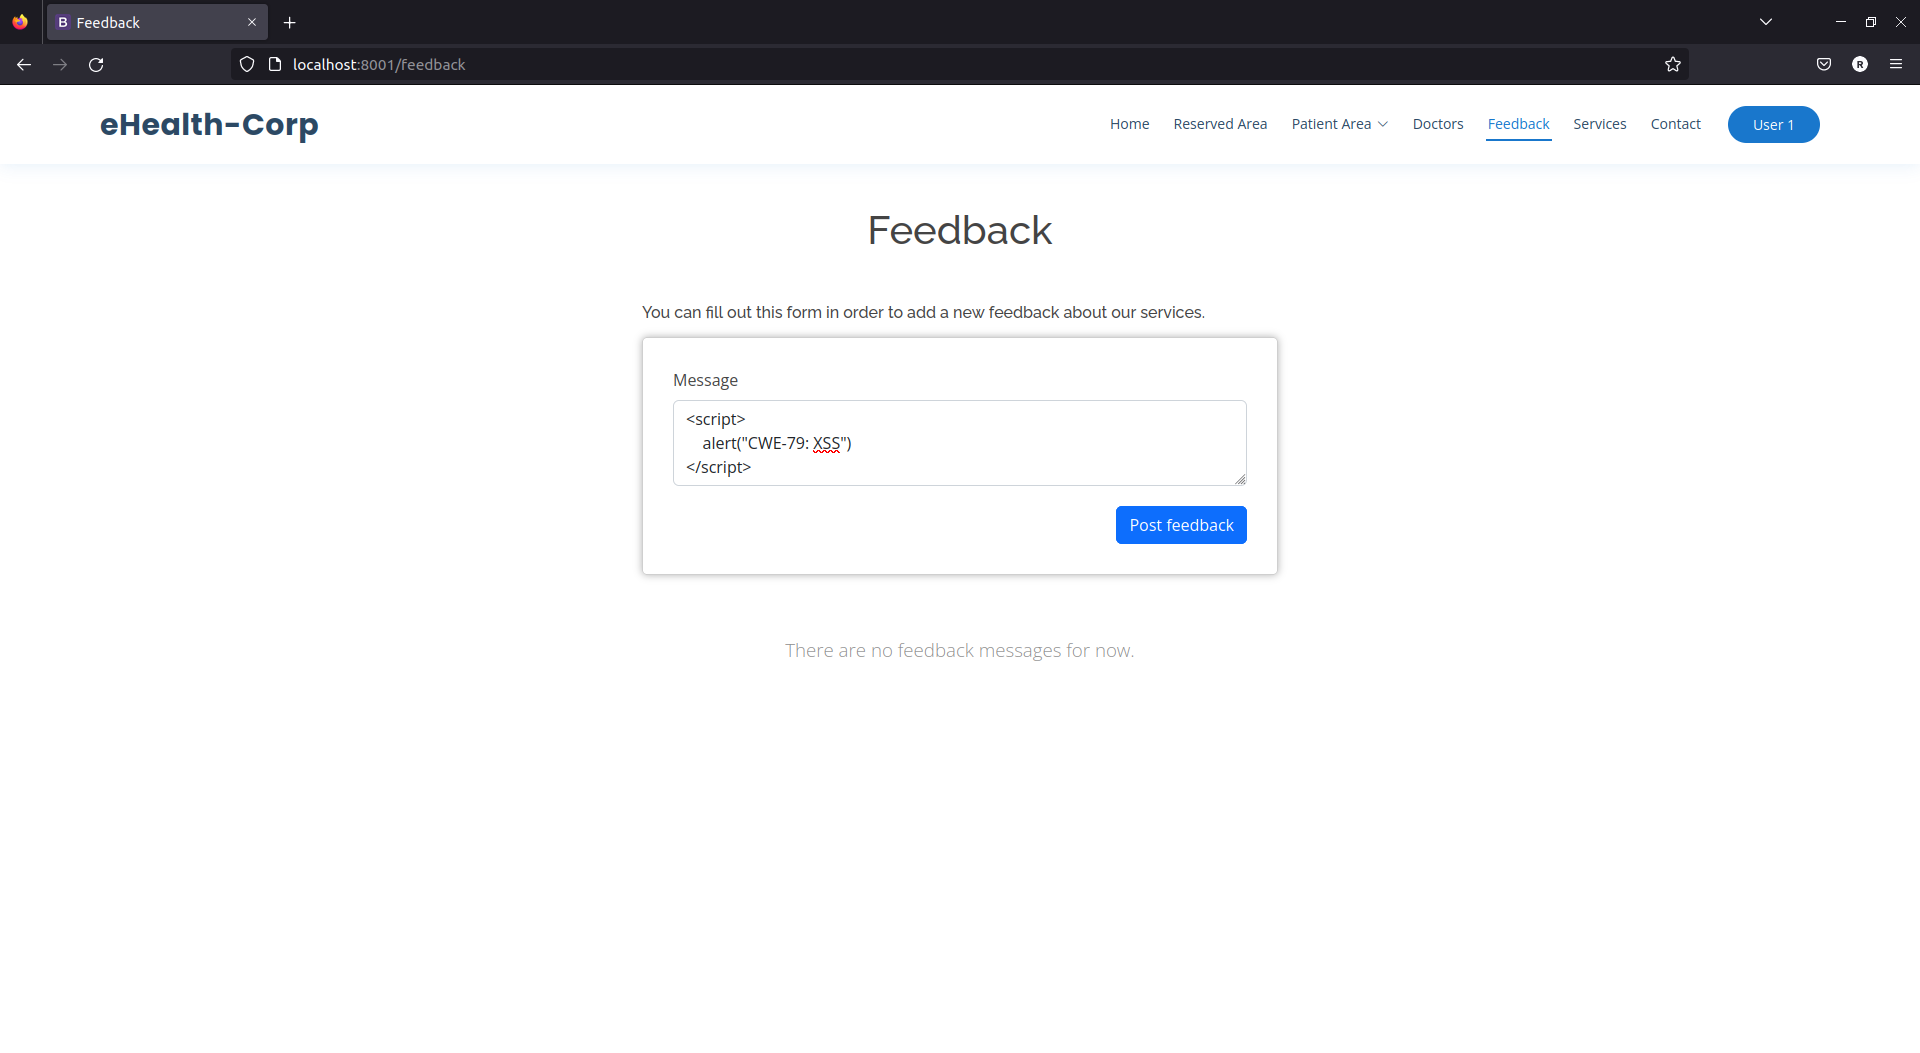 B Feedback
localhost:8001/feedback
R
eHealth-Corp
Home Reserved Area Patient Area Doctors Feedback Services Contact User 1
Feedback
You can fill out this form in order to add a new feedback about our services.
Message
<script>
    alert("CWE-79: XSS")
</script>
Post feedback
There are no feedback messages for now.